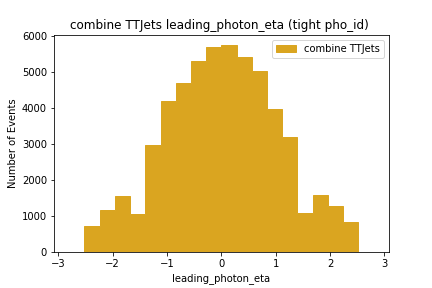 combine TTJets leading_photon_eta (tight pho_id)
combine TTJets
Number of Events
6000
5000
4000
3000
2000
1000
0
−3 −2 −1 0 1 2 3
leading_photon_eta